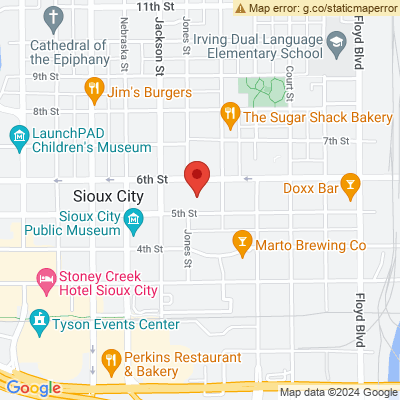 Map error: g.co/staticmaperror
11th St
Cathedral of
the Epiphany
Nebraska St
Jackson St
Jones St
Irving Dual Language
Elementary School
Floyd Blvd
Court St
9th St
8th St
Jim's Burgers
The Sugar Shack Bakery
7th St
LaunchPAD
Children's Museum
6th St
Sioux City
Doxx Bar
5th St
Sioux City
Public Museum
4th St
Jones St
Marto Brewing Co
Stoney Creek
Hotel Sioux City
Floyd Blvd
Tyson Events Center
Perkins Restaurant
& Bakery
Google
Map data ©2024 Google